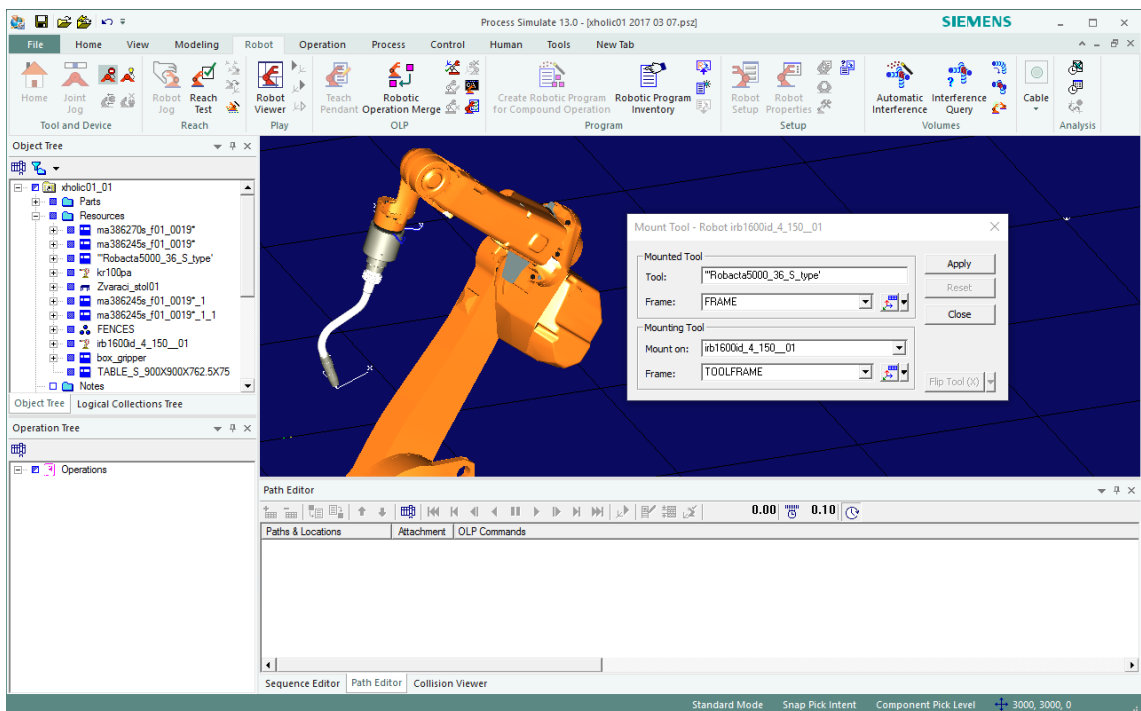 Process Simulate 13.0 - [xholic01 2017 03 07.psz]
SIEMENS
File Home View Modeling Robot Operation Process Control Human Tools New Tab
Home
Joint Jog
Robot Jog
Reach Test
Robot Viewer
Teach Pendant
Robotic Operation Merge
Create Robotic Program for Compound Operation
Robotic Program Inventory
Robot Setup
Robot Properties
Automatic Interference
Interference Query
Cable
Tool and Device Reach Play OLP Program Setup Volumes Analysis
Object Tree
xholic01_01
Parts
Resources
ma386270s_f01_0019*
ma386245s_f01_0019*
'"Robacta5000_36_S_type'
kr100pa
Zvaraci_stol01
ma386245s_f01_0019*_1
ma386245s_f01_0019*_1_1
FENCES
irb1600id_4_150__01
box_gripper
TABLE_S_900X900X762.5X75
Notes
Object Tree Logical Collections Tree
Operation Tree
Operations
Mount Tool - Robot irb1600id_4_150__01
Mounted Tool
Tool: '"Robacta5000_36_S_type'
Frame: FRAME
Mounting Tool
Mount on: irb1600id_4_150__01
Frame: TOOLFRAME
Apply
Reset
Close
Flip Tool (X)
Path Editor
0.00 0.10
Paths & Locations Attachment OLP Commands
Sequence Editor Path Editor Collision Viewer
Standard Mode Snap Pick Intent Component Pick Level 3000, 3000, 0